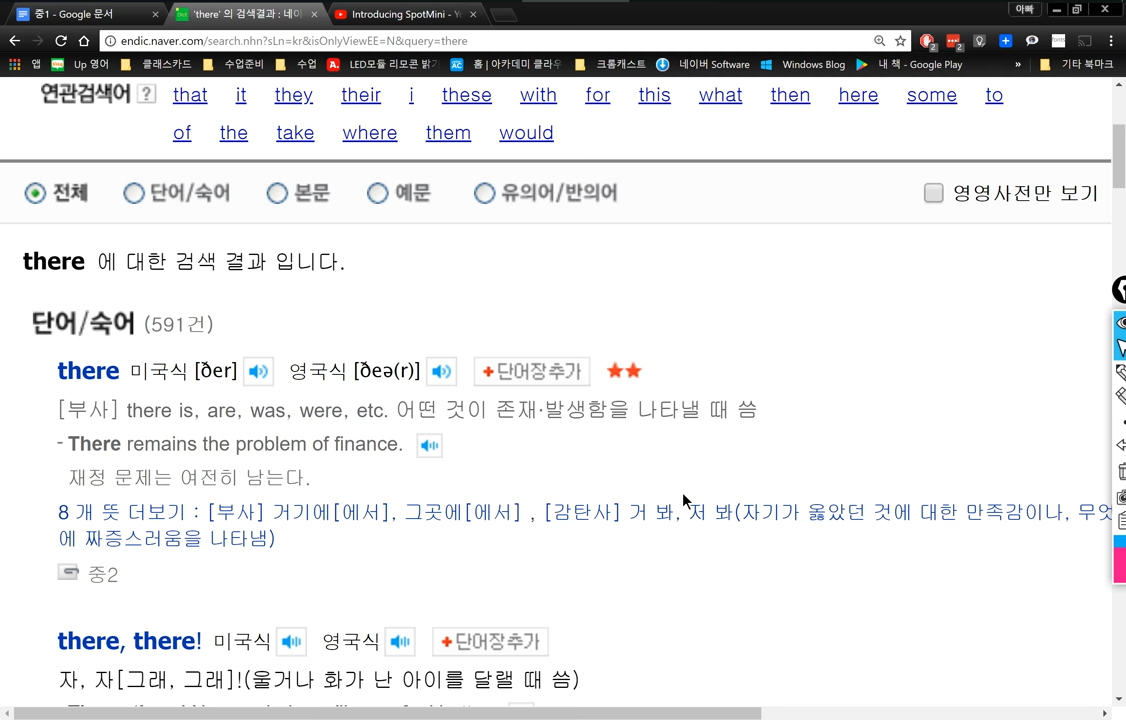 중1 - Google 문서 'there' 의 검색결과 : 네이 Introducing SpotMini - Yo 아빠
endic.naver.com/search.nhn?sLn=kr&isOnlyViewEE=N&query=there
앱 Up 영어 클래스카드 수업준비 수업 LED모듈 리모콘 밝기 홈 | 아카데미 클라우 크롬캐스트 네이버 Software Windows Blog 내 책 - Google Play » 기타 북마크
연관검색어 ? that it they their i these with for this what then here some to
of the take where them would
전체 단어/숙어 본문 예문 유의어/반의어 영영사전만 보기
there 에 대한 검색 결과 입니다.
단어/숙어 (591건)
there 미국식 [ðer] 영국식 [ðeə(r)] +단어장추가 ★★
[부사] there is, are, was, were, etc. 어떤 것이 존재·발생함을 나타낼 때 씀
- There remains the problem of finance.
재정 문제는 여전히 남는다.
8 개 뜻 더보기 : [부사] 거기에[에서], 그곳에[에서] , [감탄사] 거 봐, 저 봐(자기가 옳았던 것에 대한 만족감이나, 무엇
에 짜증스러움을 나타냄)
중2
there, there! 미국식 영국식 +단어장추가
자, 자[그래, 그래]!(울거나 화가 난 아이를 달랠 때 씀)